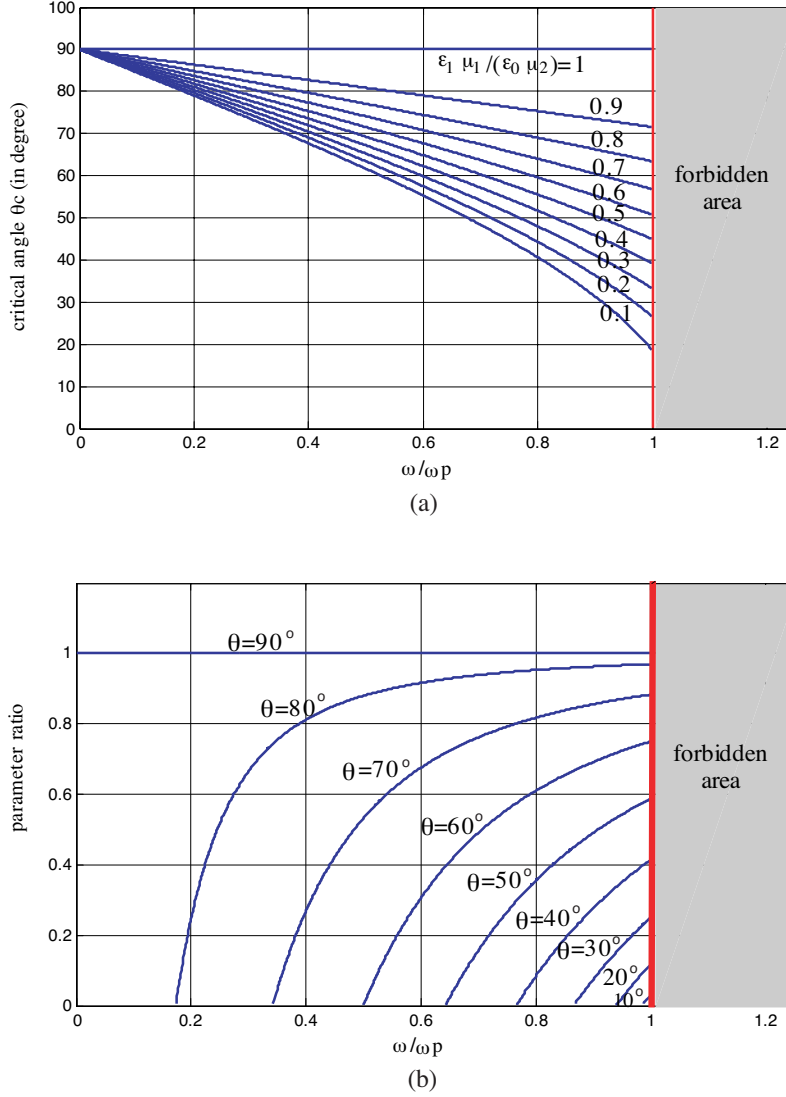 100
90
80
70
60
50
40
30
20
10
0
critical angle θc (in degree)
ε₁ μ₁/(ε₀ μ₂)=1
0.9
0.8
0.7
0.6
0.5
0.4
0.3
0.2
0.1
forbidden
area
0 0.2 0.4 0.6 0.8 1 1.2
ω/ωp
(a)
1
0.8
0.6
0.4
0.2
0
parameter ratio
θ=90°
θ=80°
θ=70°
θ=60°
θ=50°
θ=40°
θ=30°
20°
10°
forbidden
area
0 0.2 0.4 0.6 0.8 1 1.2
ω/ωp
(b)